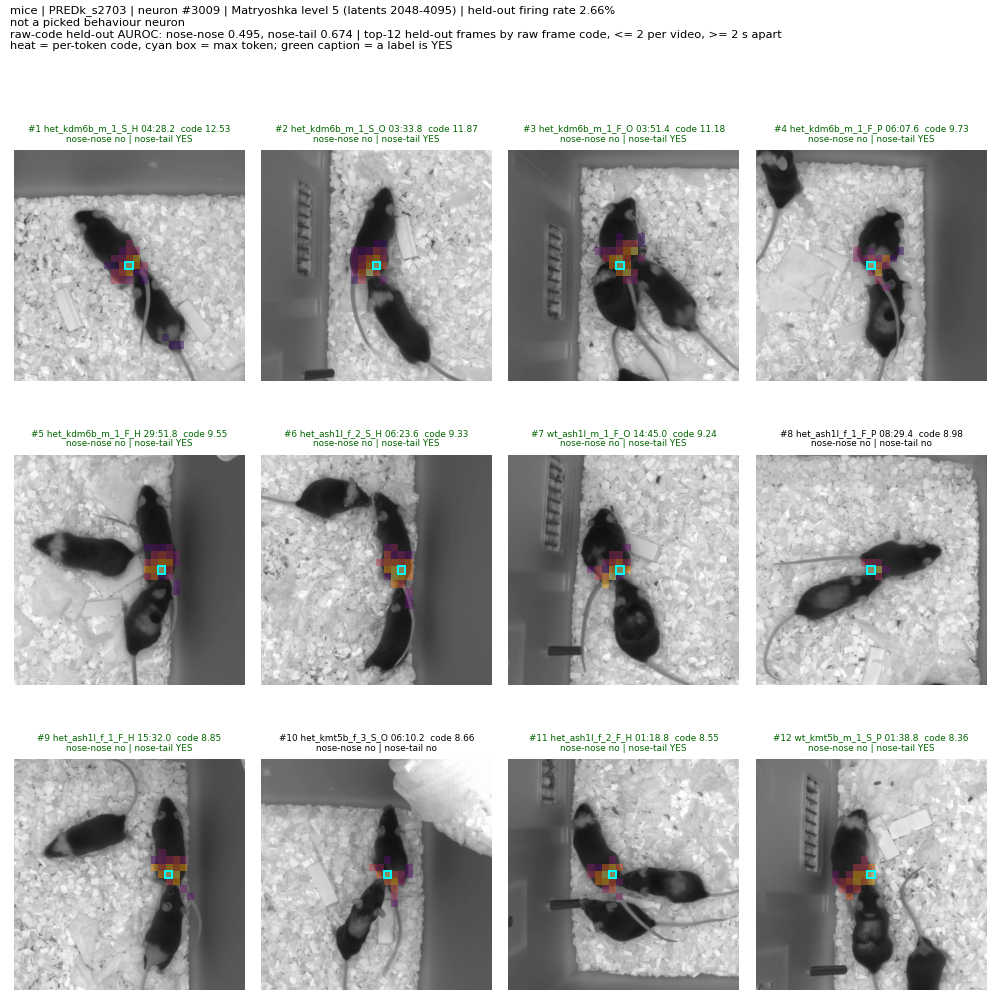 mice | PREDk_s2703 | neuron #3009 | Matryoshka level 5 (latents 2048-4095) | held-out firing rate 2.66%
not a picked behaviour neuron
raw-code held-out AUROC: nose-nose 0.495, nose-tail 0.674 | top-12 held-out frames by raw frame code, <= 2 per video, >= 2 s apart
heat = per-token code, cyan box = max token; green caption = a label is YES
#1 het_kdm6b_m_1_S_H 04:28.2  code 12.53
nose-nose no | nose-tail YES
#2 het_kdm6b_m_1_S_O 03:33.8  code 11.87
nose-nose no | nose-tail YES
#3 het_kdm6b_m_1_F_O 03:51.4  code 11.18
nose-nose no | nose-tail YES
#4 het_kdm6b_m_1_F_P 06:07.6  code 9.73
nose-nose no | nose-tail YES
#5 het_kdm6b_m_1_F_H 29:51.8  code 9.55
nose-nose no | nose-tail YES
#6 het_ash1l_f_2_S_H 06:23.6  code 9.33
nose-nose no | nose-tail YES
#7 wt_ash1l_m_1_F_O 14:45.0  code 9.24
nose-nose no | nose-tail YES
#8 het_ash1l_f_1_F_P 08:29.4  code 8.98
nose-nose no | nose-tail no
#9 het_ash1l_f_1_F_H 15:32.0  code 8.85
nose-nose no | nose-tail YES
#10 het_kmt5b_f_3_S_O 06:10.2  code 8.66
nose-nose no | nose-tail no
#11 het_ash1l_f_2_F_H 01:18.8  code 8.55
nose-nose no | nose-tail YES
#12 wt_kmt5b_m_1_S_P 01:38.8  code 8.36
nose-nose no | nose-tail YES